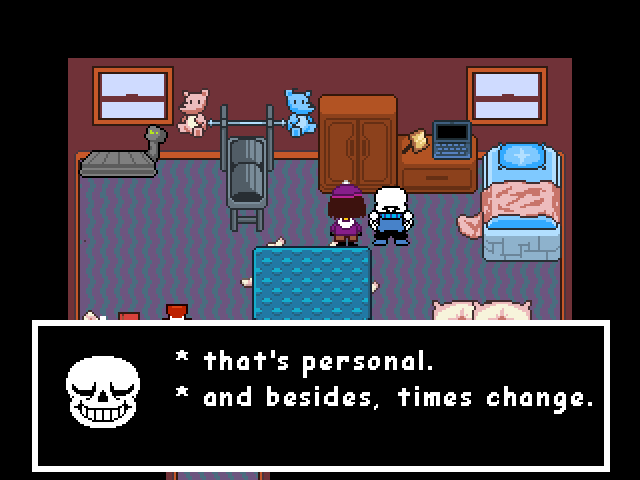 * that's personal.
* and besides, times change.